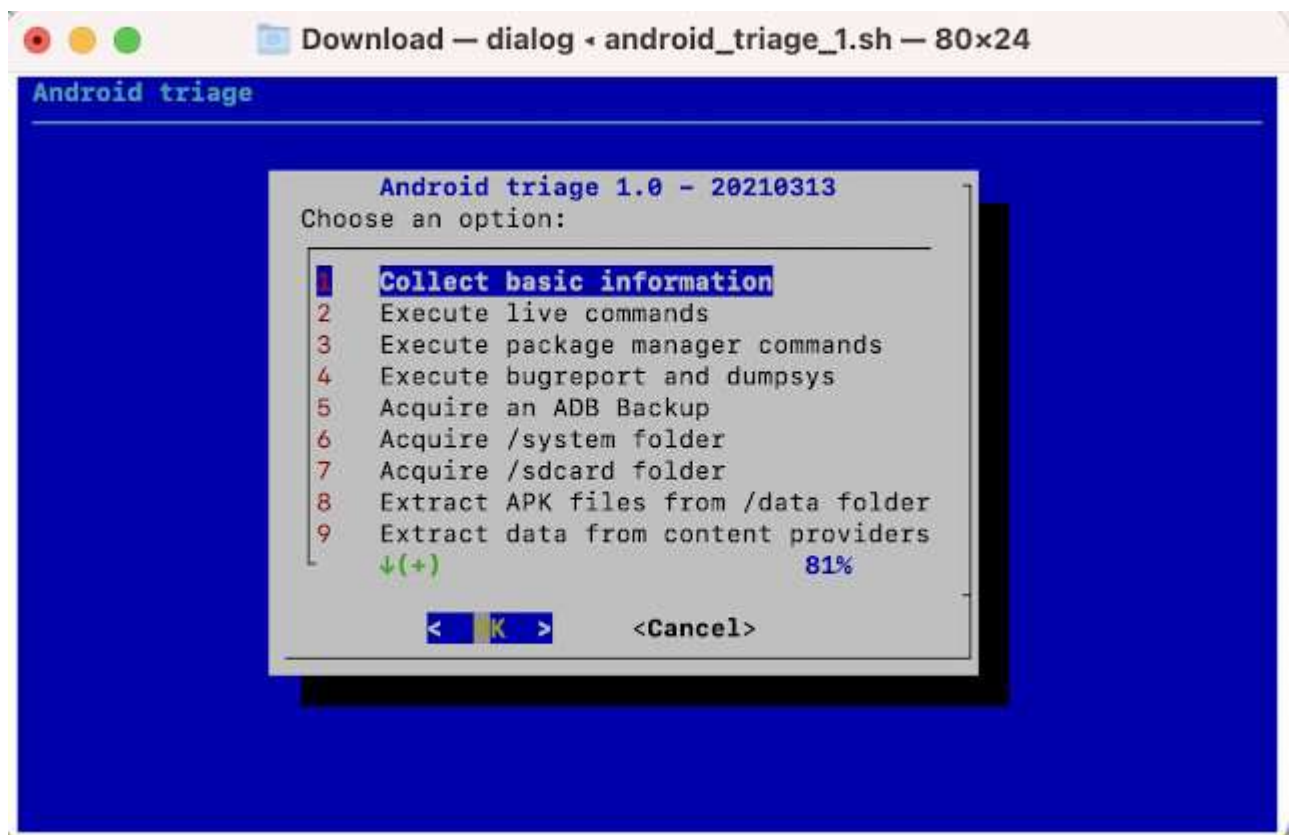 Download — dialog ◂ android_triage_1.sh — 80×24
Android triage
Android triage 1.0 - 20210313
Choose an option:
1 Collect basic information
2 Execute live commands
3 Execute package manager commands
4 Execute bugreport and dumpsys
5 Acquire an ADB Backup
6 Acquire /system folder
7 Acquire /sdcard folder
8 Extract APK files from /data folder
9 Extract data from content providers
↓(+) 81%
< OK > <Cancel>